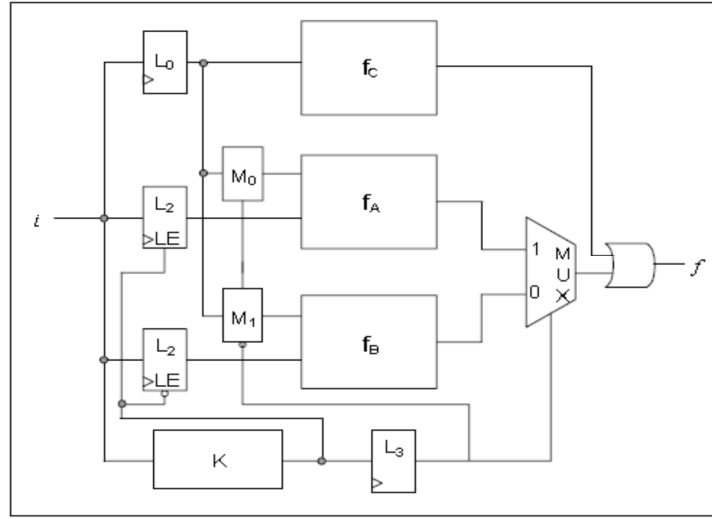 L₀
f_C
M₀
f_A
L₂
LE
i
1
M
U
X
0
f
M₁
f_B
L₂
LE
K
L₃